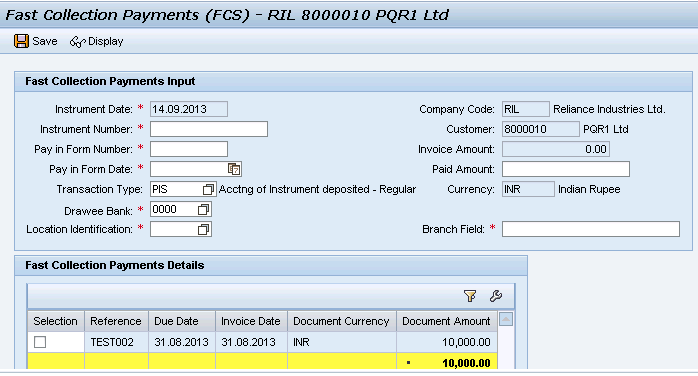 Fast Collection Payments (FCS) - RIL 8000010 PQR1 Ltd
Save Display
Fast Collection Payments Input
Instrument Date: * 14.09.2013 Company Code: RIL Reliance Industries Ltd.
Instrument Number: * Customer: 8000010 PQR1 Ltd
Pay in Form Number: * Invoice Amount: 0.00
Pay in Form Date: * Paid Amount:
Transaction Type: PIS Acctng of Instrument deposited - Regular Currency: INR Indian Rupee
Drawee Bank: * 0000
Location Identification: * Branch Field: *
Fast Collection Payments Details
Selection Reference Due Date Invoice Date Document Currency Document Amount
TEST002 31.08.2013 31.08.2013 INR 10,000.00
▪ 10,000.00